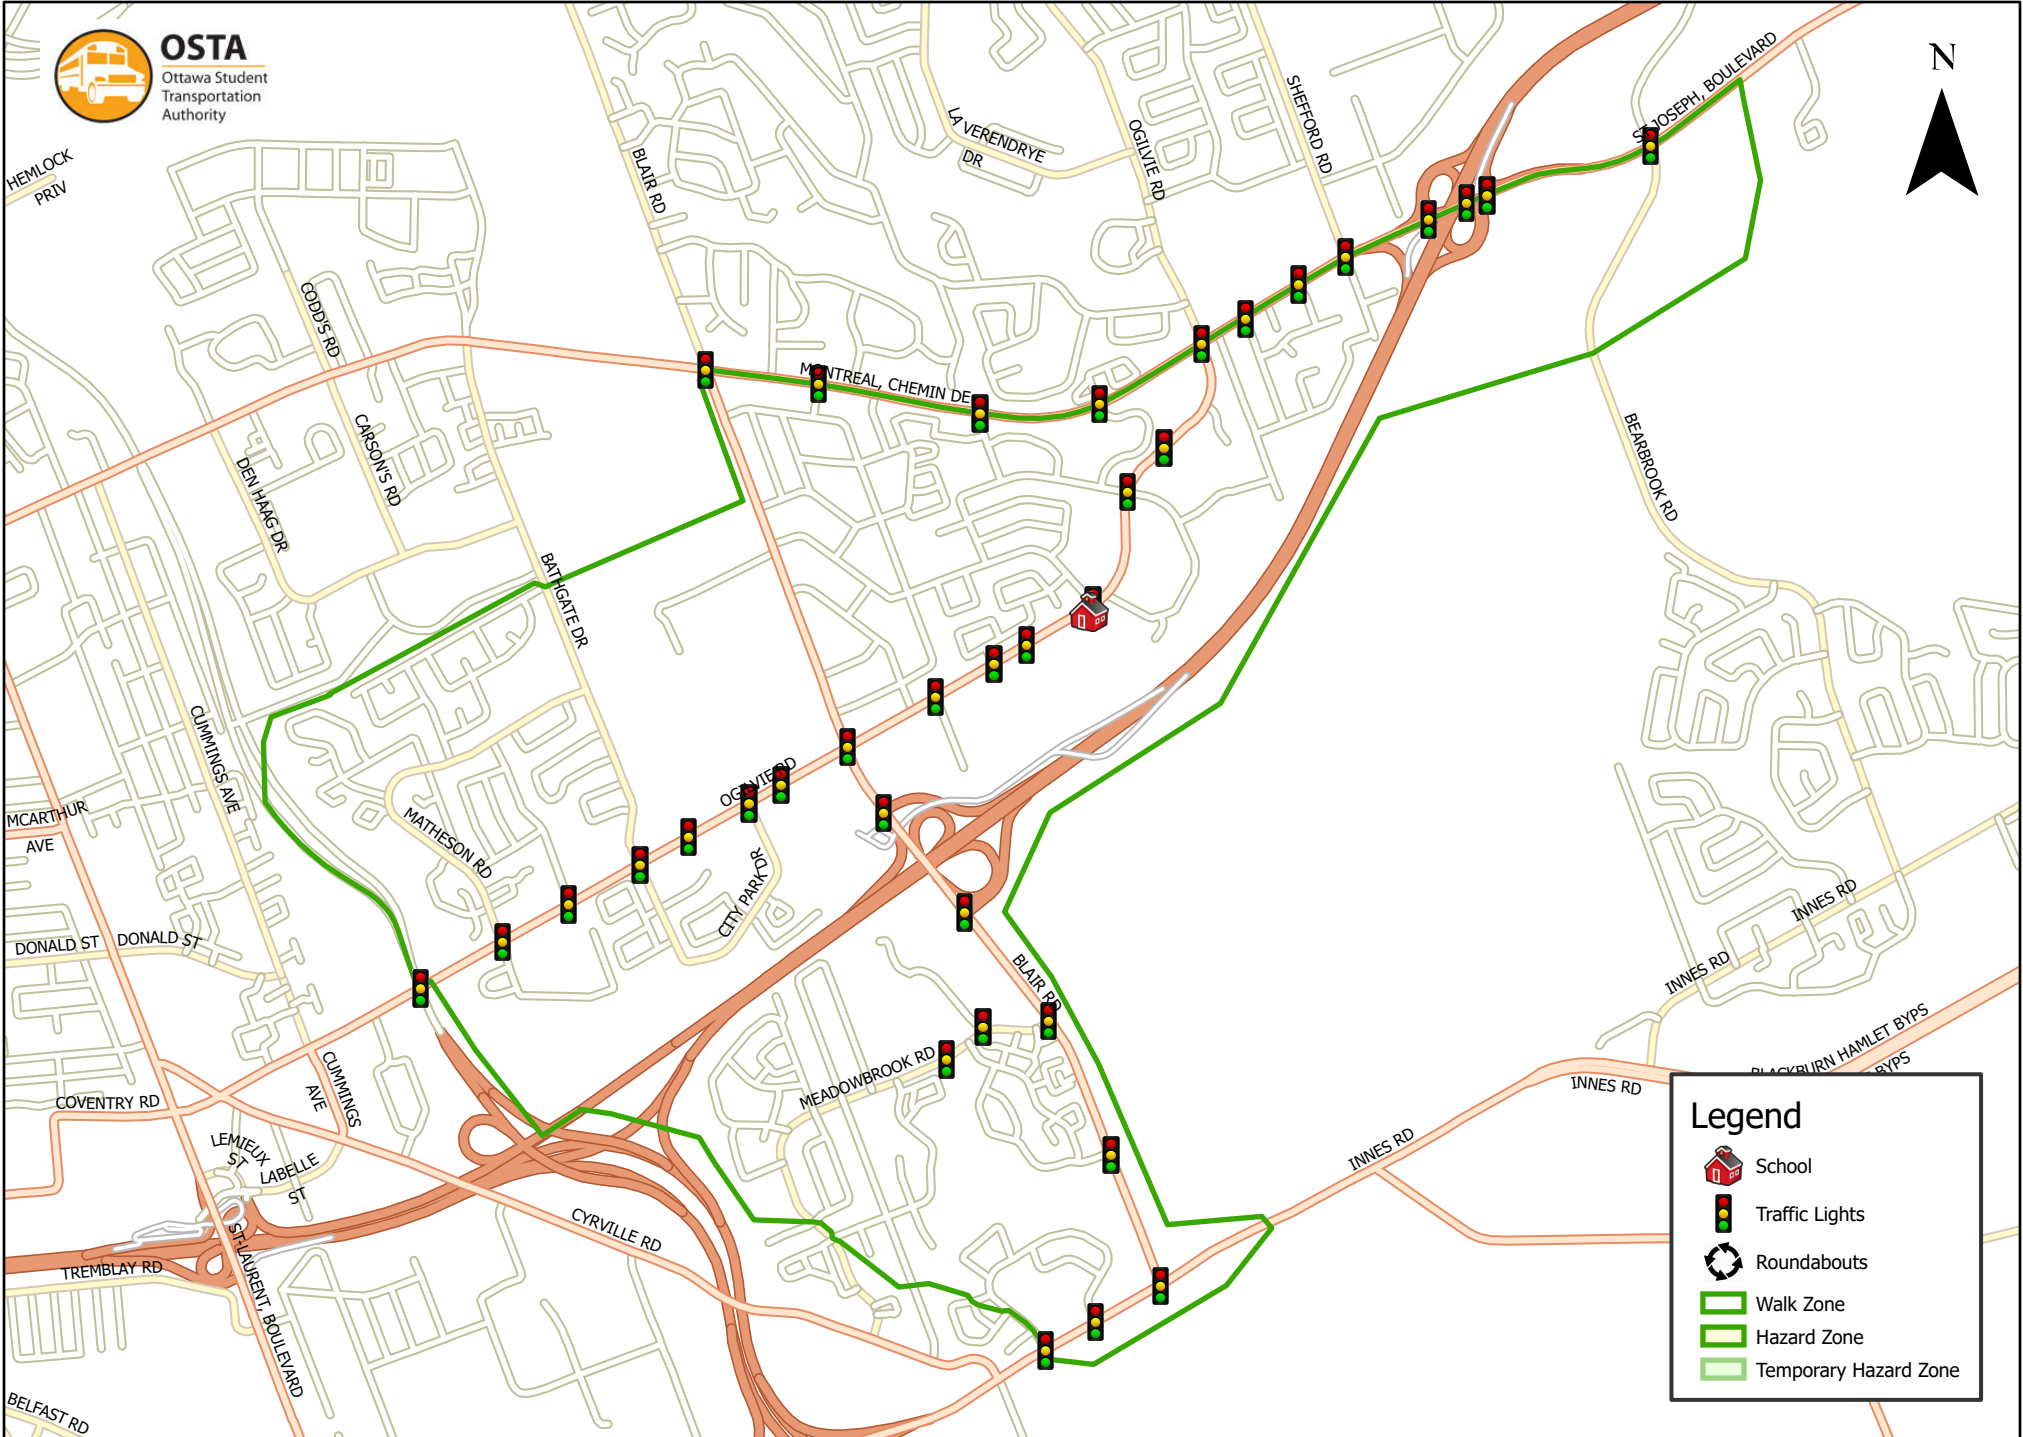 OSTA
Ottawa Student
Transportation
Authority
N
ST JOSEPH, BOULEVARD
SHEFFORD RD
LA VERENDRYE
DR
OGILVIE RD
BLAIR RD
HEMLOCK
PRIV
CODD'S RD
MONTREAL, CHEMIN DE
CARSON'S RD
DEN HAAG DR
BEARBROOK RD
BATHGATE DR
CUMMINGS AVE
OGILVIE RD
MCARTHUR
AVE
MATHESON RD
CITY PARK DR
INNES RD
DONALD ST
DONALD ST
BLAIR RD
INNES RD
MEADOWBROOK RD
CUMMINGS
AVE
COVENTRY RD
BLACKBURN HAMLET BYPS
BYPS
INNES RD
LEMIEUX
ST
LABELLE
ST
INNES RD
CYRVILLE RD
TREMBLAY RD
ST-LAURENT, BOULEVARD
BELFAST RD
Legend
School
Traffic Lights
Roundabouts
Walk Zone
Hazard Zone
Temporary Hazard Zone